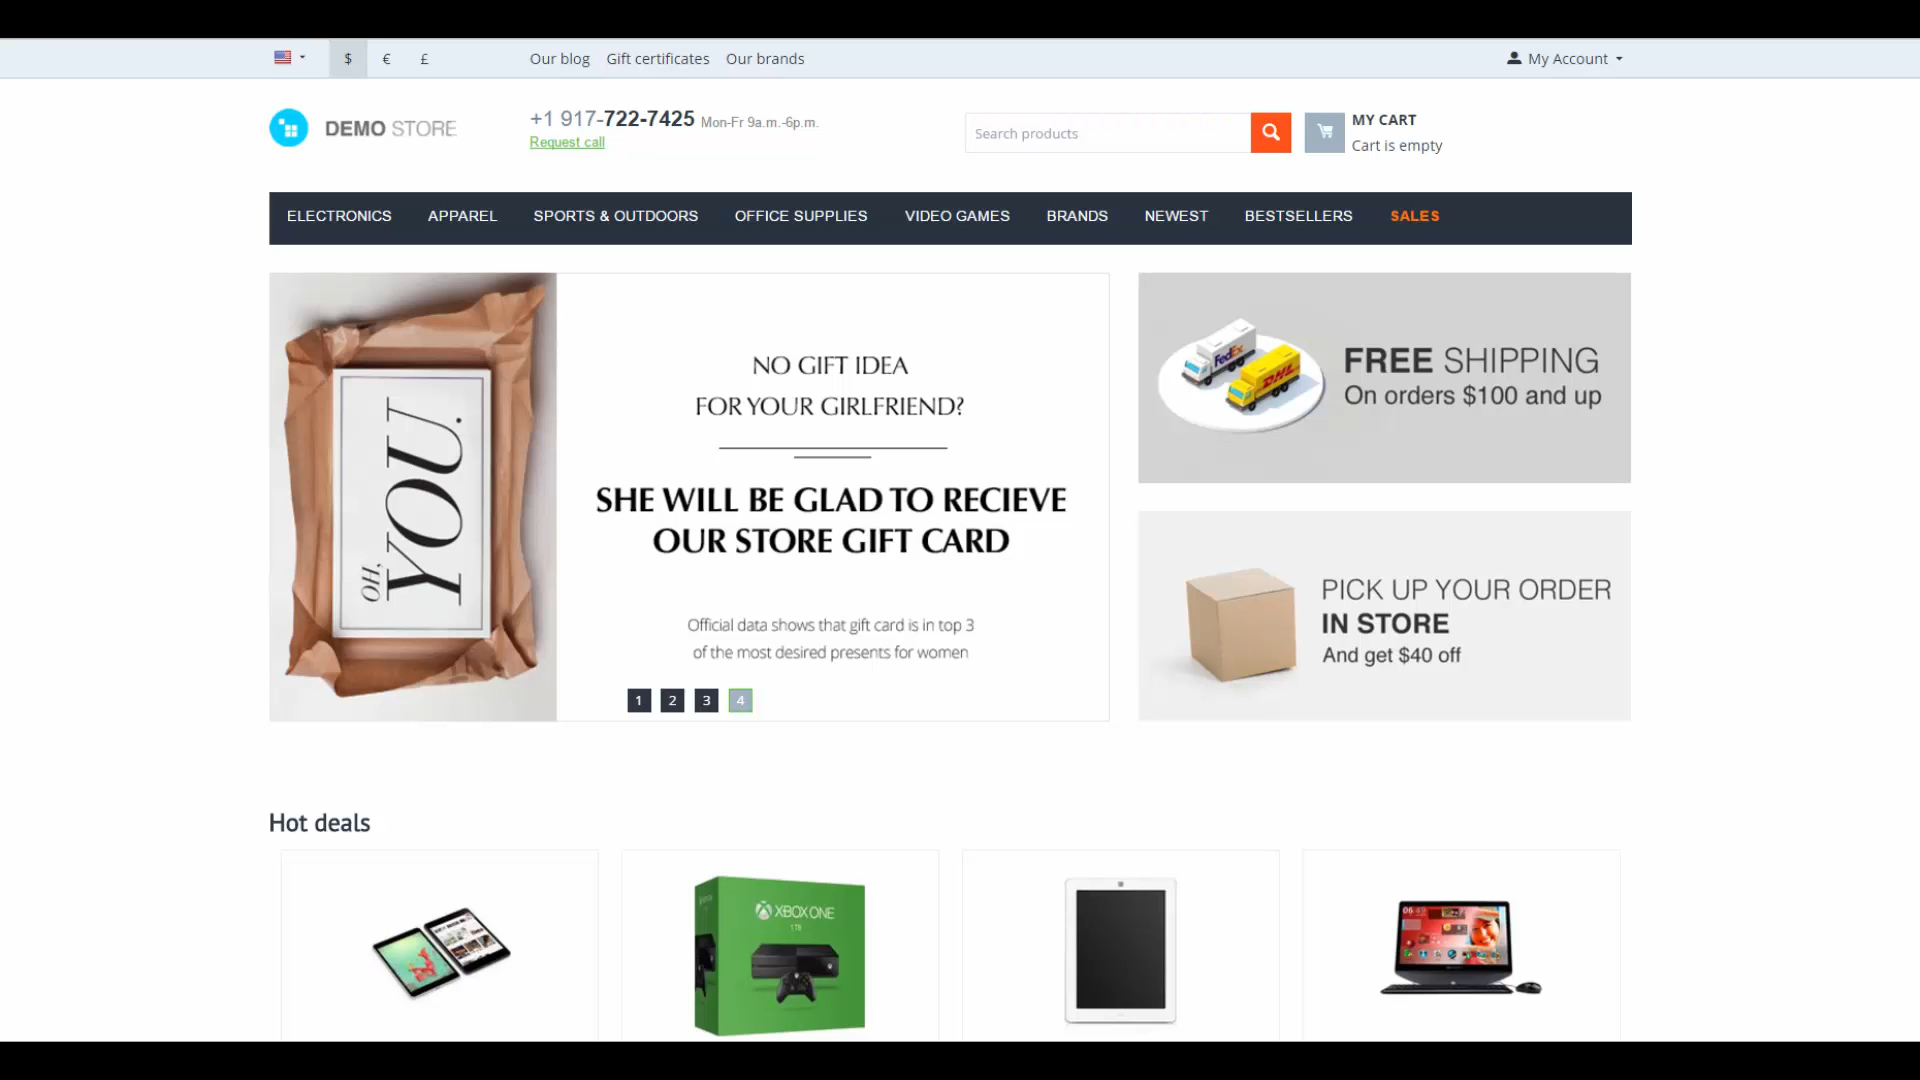 $ € £ Our blog Gift certificates Our brands My Account
DEMO STORE
+1 917-722-7425 Mon-Fr 9a.m.-6p.m.
Request call
Search products
MY CART
Cart is empty
ELECTRONICS APPAREL SPORTS & OUTDOORS OFFICE SUPPLIES VIDEO GAMES BRANDS NEWEST BESTSELLERS SALES
OH,
YOU.
NO GIFT IDEA
FOR YOUR GIRLFRIEND?
SHE WILL BE GLAD TO RECIEVE
OUR STORE GIFT CARD
Official data shows that gift card is in top 3
of the most desired presents for women
1 2 3 4
FedEx
DHL
FREE SHIPPING
On orders $100 and up
PICK UP YOUR ORDER
IN STORE
And get $40 off
Hot deals
XBOX ONE
1TB